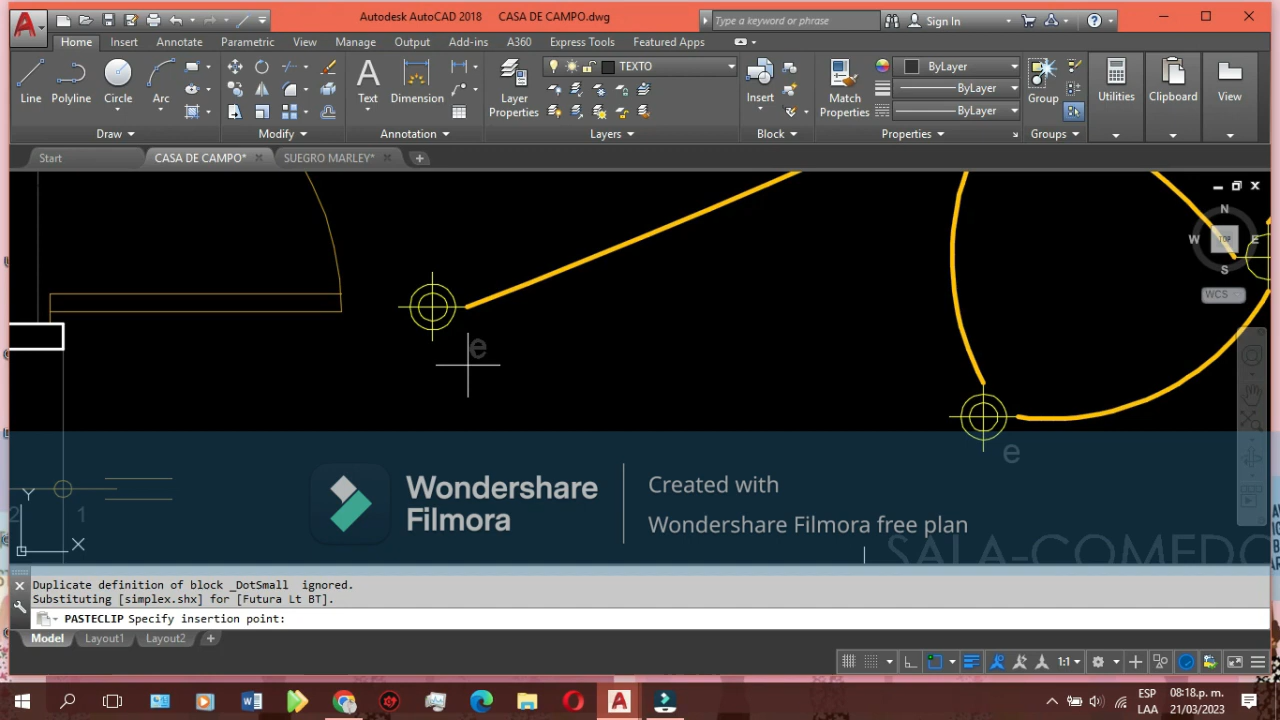 Autodesk AutoCAD 2018 CASA DE CAMPO.dwg
Type a keyword or phrase
Sign In
Home Insert Annotate Parametric View Manage Output Add-ins A360 Express Tools Featured Apps
TEXTO
ByLayer
ByLayer
ByLayer
Line Polyline Circle Arc
Text Dimension
Layer Properties
Insert
Match Properties
Group
Utilities
Clipboard
View
Draw Modify Annotation Layers Block Properties Groups
Start CASA DE CAMPO* SUEGRO MARLEY*
N
W TOP E
S
WCS
e
e
Wondershare
Filmora
Created with
Wondershare Filmora free plan
Y
2 1
X
SALA-COMEDO
Duplicate definition of block _DotSmall ignored.
Substituting [simplex.shx] for [Futura Lt BT].
PASTECLIP Specify insertion point:
Model Layout1 Layout2
1:1
ESP 08:18 p. m.
LAA 21/03/2023